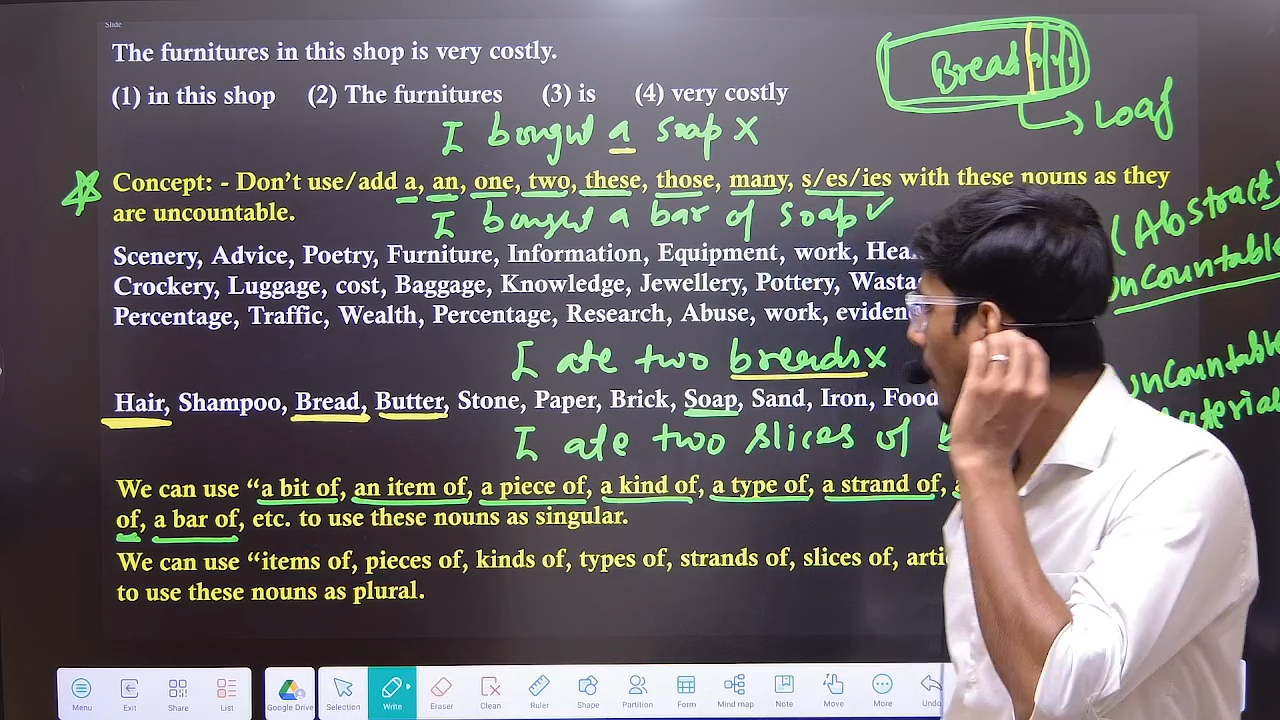 Slide
The furnitures in this shop is very costly.
Bread
(1) in this shop (2) The furnitures (3) is (4) very costly
Loaf
I bought a soap X
Concept: - Don't use/add a, an, one, two, these, those, many, s/es/ies with these nouns as they
are uncountable.
I bought a bar of soap ✓
(Abstract)
Uncountable
Scenery, Advice, Poetry, Furniture, Information, Equipment, work,
Crockery, Luggage, cost, Baggage, Knowledge, Jewellery, Pottery,
Percentage, Traffic, Wealth, Percentage, Research, Abuse, work,
I ate two breads x
Uncountable
Hair, Shampoo, Bread, Butter, Stone, Paper, Brick, Soap, Sand, Iron, Food
I ate two slices of
We can use “a bit of, an item of, a piece of, a kind of, a type of, a strand of,
of, a bar of, etc. to use these nouns as singular.
We can use “items of, pieces of, kinds of, types of, strands of, slices of,
to use these nouns as plural.
Menu Exit Share List Google Drive Selection Write Eraser Clean Ruler Shape Partition Form Mind map Note Move More Undo